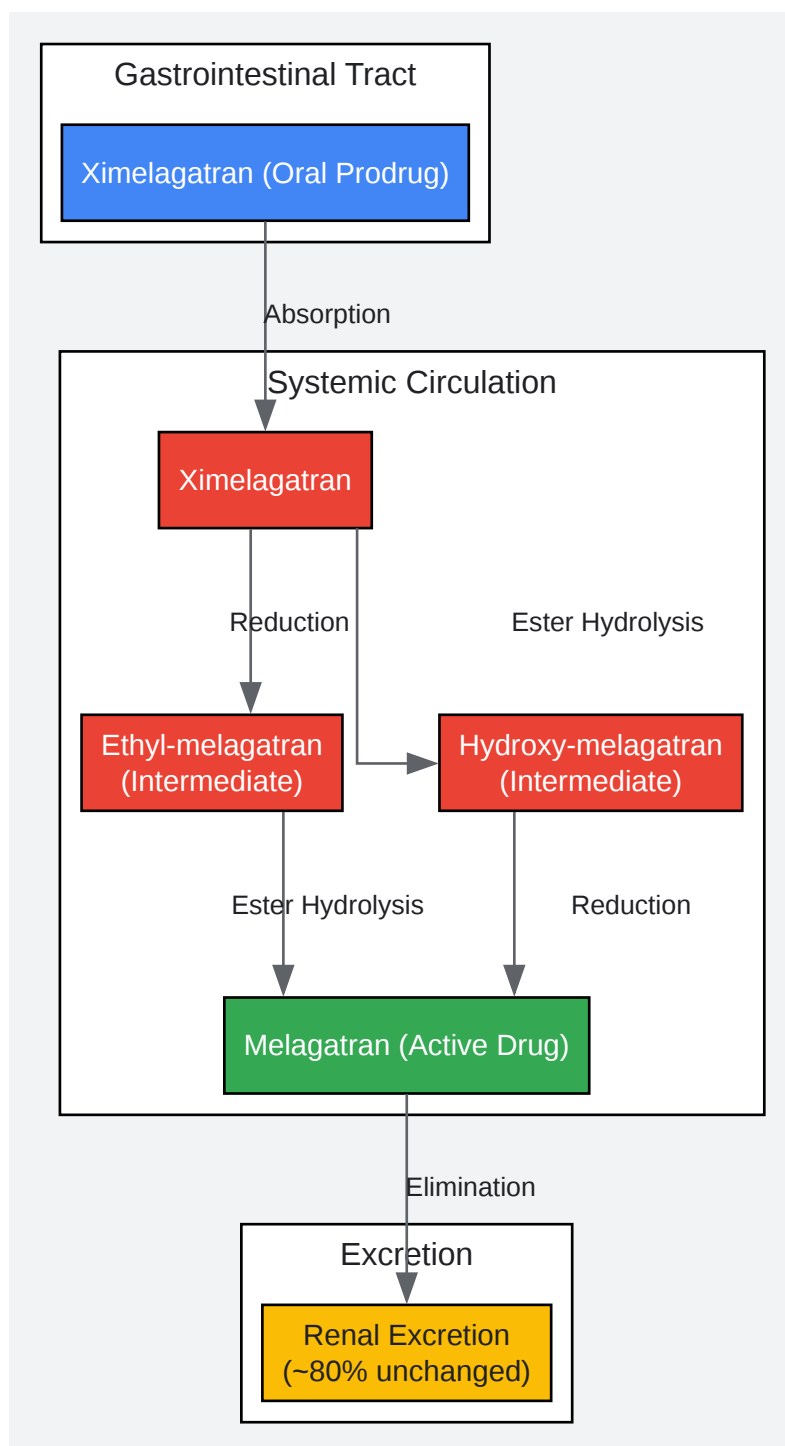 Gastrointestinal Tract
Ximelagatran (Oral Prodrug)
Absorption
Systemic Circulation
Ximelagatran
Reduction
Ester Hydrolysis
Ethyl-melagatran
(Intermediate)
Hydroxy-melagatran
(Intermediate)
Ester Hydrolysis
Reduction
Melagatran (Active Drug)
Elimination
Excretion
Renal Excretion
(~80% unchanged)